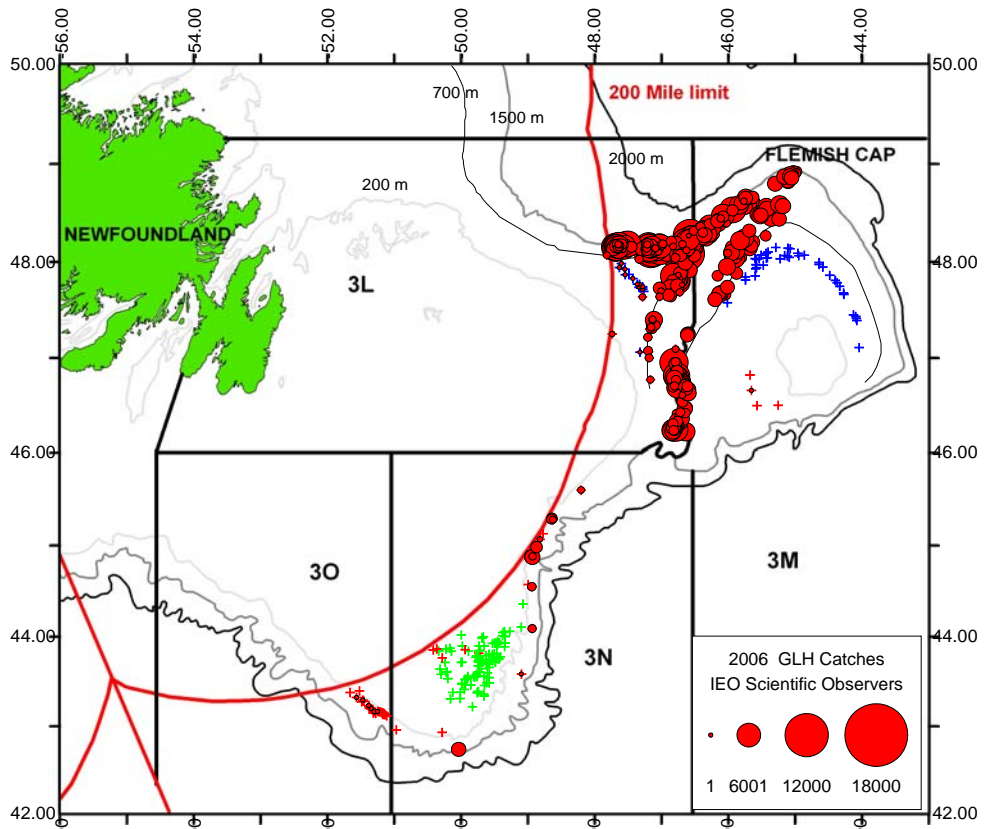 -56.00 -54.00 -52.00 -50.00 -48.00 -46.00 -44.00
50.00 50.00
200 Mile limit
700 m
1500 m
2000 m
FLEMISH CAP
200 m
NEWFOUNDLAND
48.00 48.00
3L
46.00 46.00
3M
3O
44.00 44.00
3N
2006 GLH Catches
IEO Scientific Observers
1 6001 12000 18000
42.00 42.00